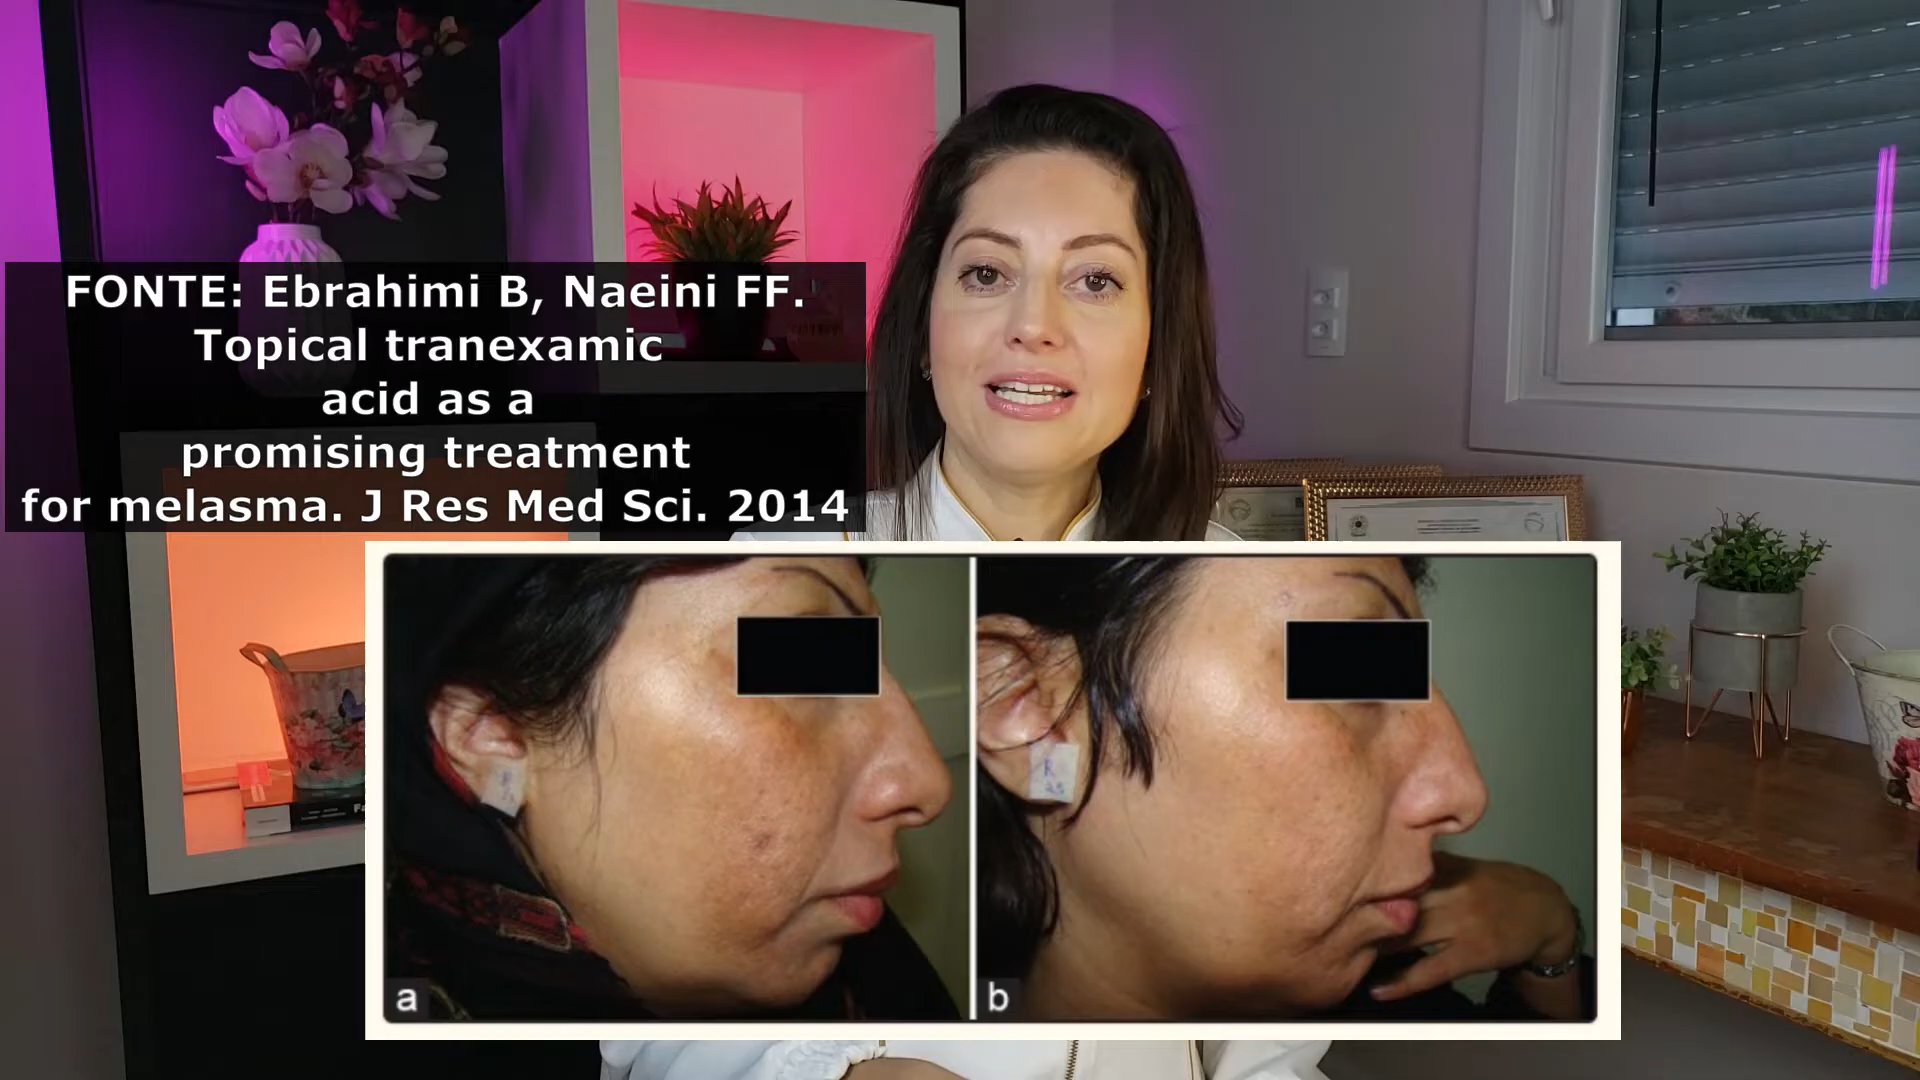 FONTE: Ebrahimi B, Naeini FF.
Topical tranexamic
acid as a
promising treatment
for melasma. J Res Med Sci. 2014
a
b
R